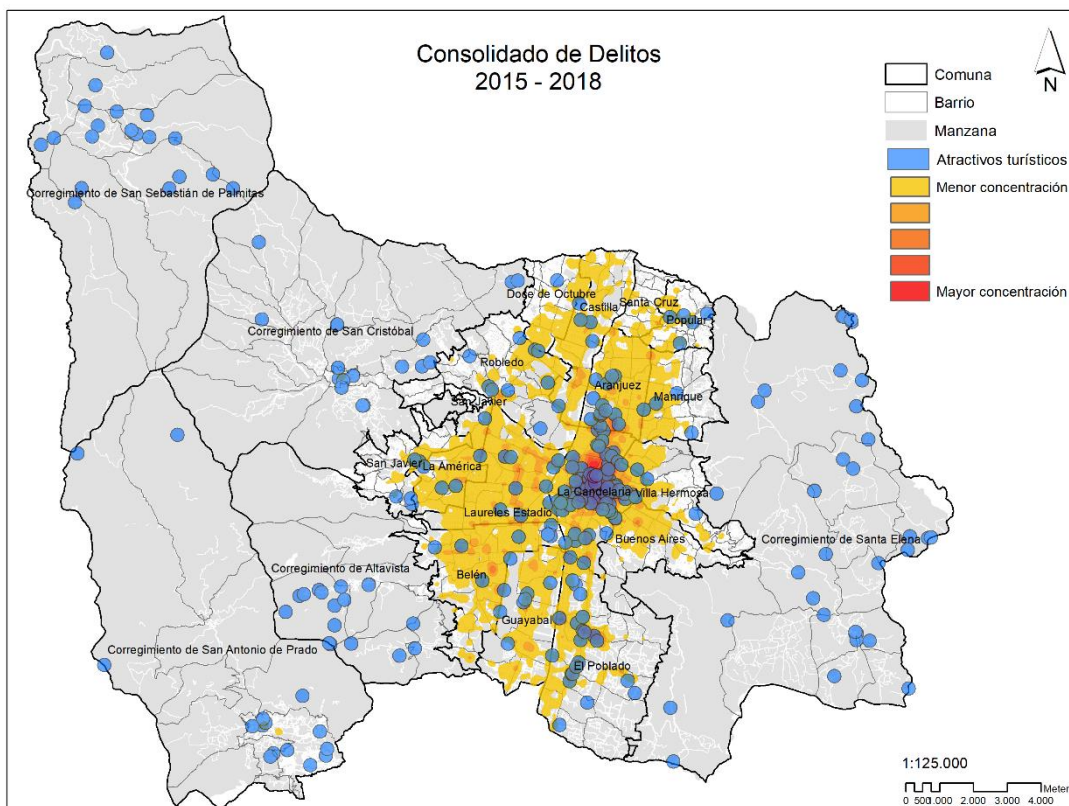 Consolidado de Delitos
2015 - 2018
N
Comuna
Barrio
Manzana
Atractivos turísticos
Menor concentración
Mayor concentración
Corregimiento de San Sebastián de Palmitas
Corregimiento de San Cristóbal
Dose de Octubre
Castilla
Santa Cruz
Popular
Robledo
Aranjuez
Manrique
San Javier
San Javier
La América
La Candelaria
Villa Hermosa
Laureles Estadio
Buenos Aires
Corregimiento de Santa Elena
Corregimiento de Altavista
Belén
Guayabal
Corregimiento de San Antonio de Prado
El Poblado
1:125.000
0 500 1.000 2.000 3.000 4.000 Meter